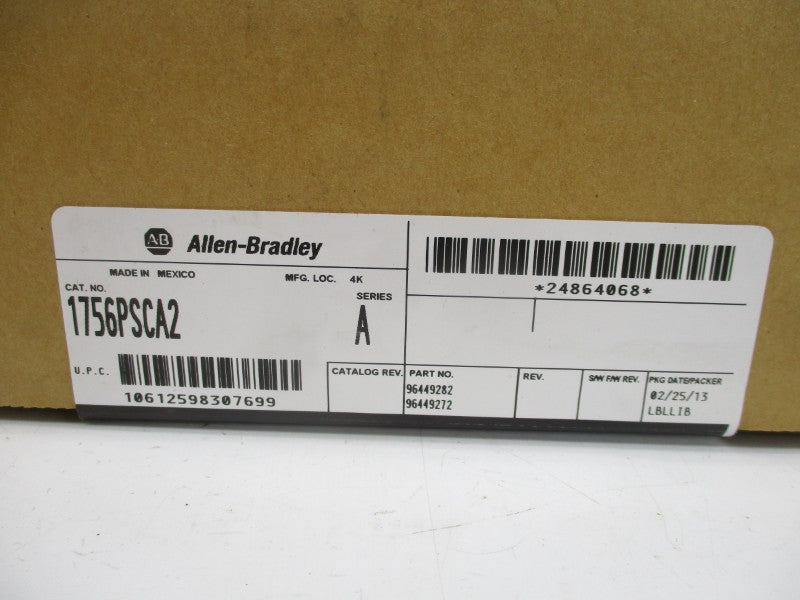 AB Allen-Bradley
MADE IN MEXICO MFG. LOC. 4K
CAT. NO. SERIES
1756PSCA2 A
U.P.C.
10612598307699
*24864068*
CATALOG REV.
PART NO.
96449282
96449272
REV.
S/W F/W REV.
PKG DATE/PACKER
02/25/13
LBLLIB